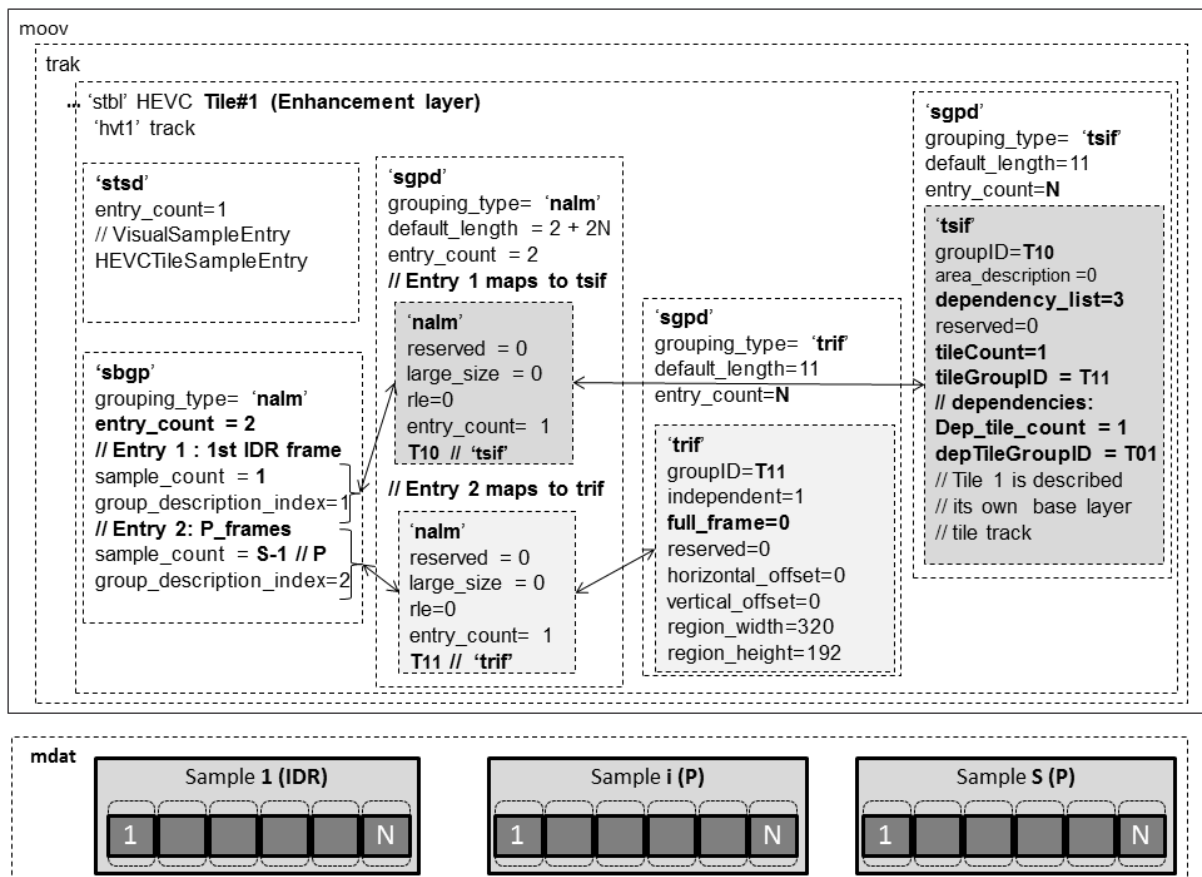 moov
trak
... 'stbl' HEVC Tile#1 (Enhancement layer)
'hvt1' track
'stsd'
entry_count=1
// VisualSampleEntry
HEVCTileSampleEntry
'sbgp'
grouping_type= 'nalm'
entry_count = 2
// Entry 1 : 1st IDR frame
sample_count = 1
group_description_index=1
// Entry 2: P_frames
sample_count = S-1 // P
group_description_index=2
'sgpd'
grouping_type= 'nalm'
default_length = 2 + 2N
entry_count = 2
// Entry 1 maps to tsif
'nalm'
reserved = 0
large_size = 0
rle=0
entry_count= 1
T10 // 'tsif'
// Entry 2 maps to trif
'nalm'
reserved = 0
large_size = 0
rle=0
entry_count= 1
T11 // 'trif'
'sgpd'
grouping_type= 'trif'
default_length=11
entry_count=N
'trif'
groupID=T11
independent=1
full_frame=0
reserved=0
horizontal_offset=0
vertical_offset=0
region_width=320
region_height=192
'sgpd'
grouping_type= 'tsif'
default_length=11
entry_count=N
'tsif'
groupID=T10
area_description =0
dependency_list=3
reserved=0
tileCount=1
tileGroupID = T11
// dependencies:
Dep_tile_count = 1
depTileGroupID = T01
// Tile 1 is described
// its own base layer
// tile track
mdat
Sample 1 (IDR)
1 N
Sample i (P)
1 N
Sample S (P)
1 N